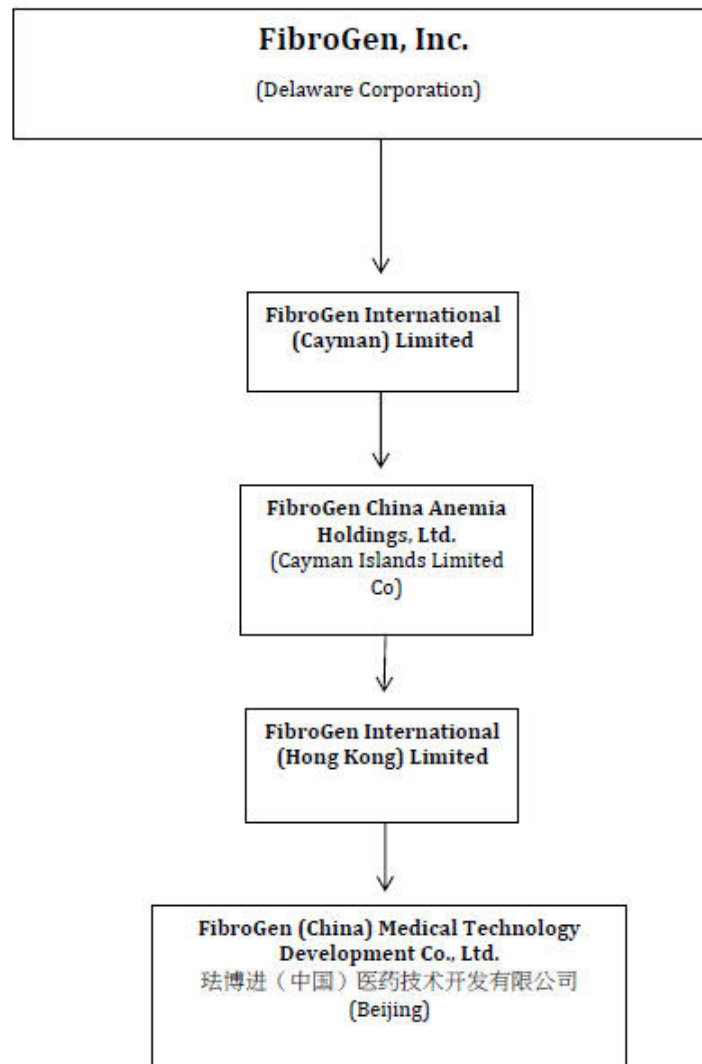 FibroGen, Inc.
(Delaware Corporation)
FibroGen International
(Cayman) Limited
FibroGen China Anemia
Holdings, Ltd.
(Cayman Islands Limited
Co)
FibroGen International
(Hong Kong) Limited
FibroGen (China) Medical Technology
Development Co., Ltd.
珐博进（中国）医药技术开发有限公司
(Beijing)